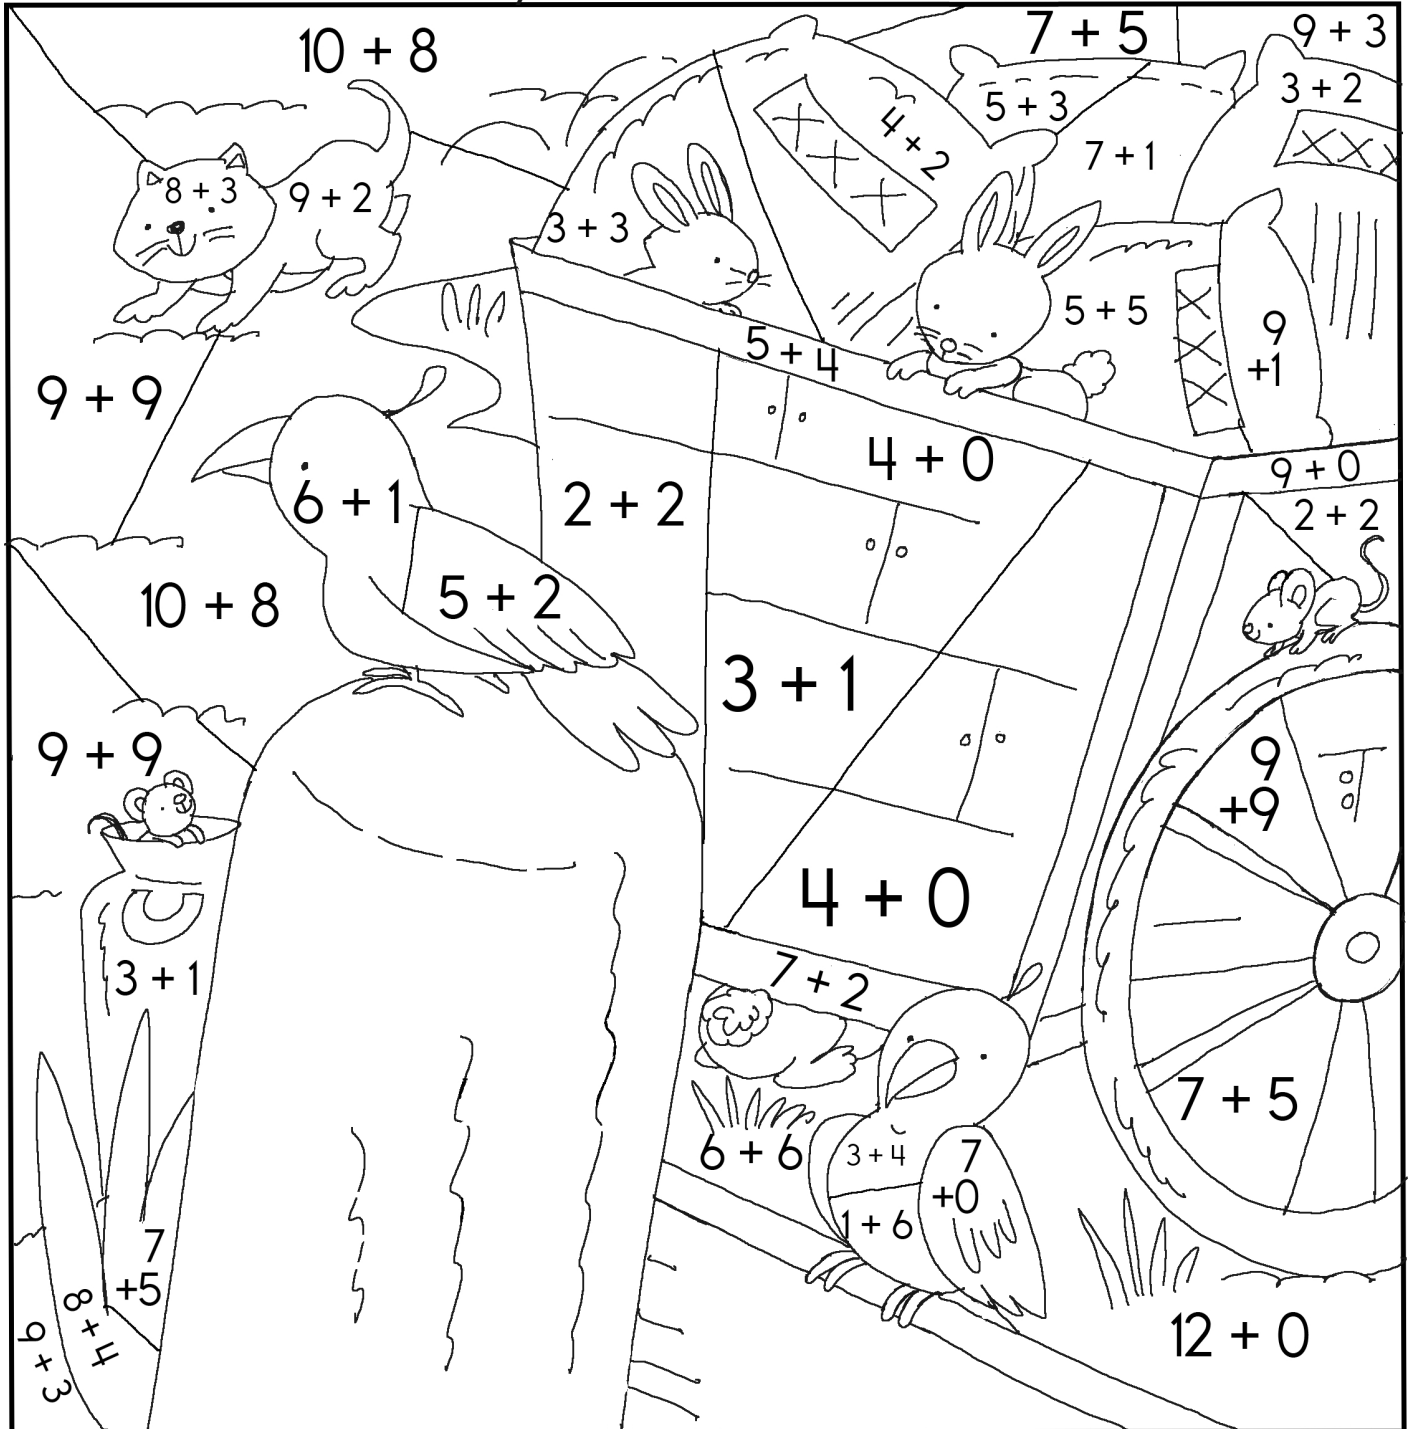 10 + 8
7 + 5
9 + 3
3 + 2
5 + 3
4 + 2
7 + 1
8 + 3
9 + 2
3 + 3
5 + 5
9
+1
5 + 4
9 + 9
4 + 0
9 + 0
6 + 1
2 + 2
2 + 2
10 + 8
5 + 2
3 + 1
9 + 9
9
+9
4 + 0
3 + 1
7 + 2
7 + 5
6 + 6
3 + 4
7
+0
1 + 6
7
+5
8 + 4
9 + 3
12 + 0